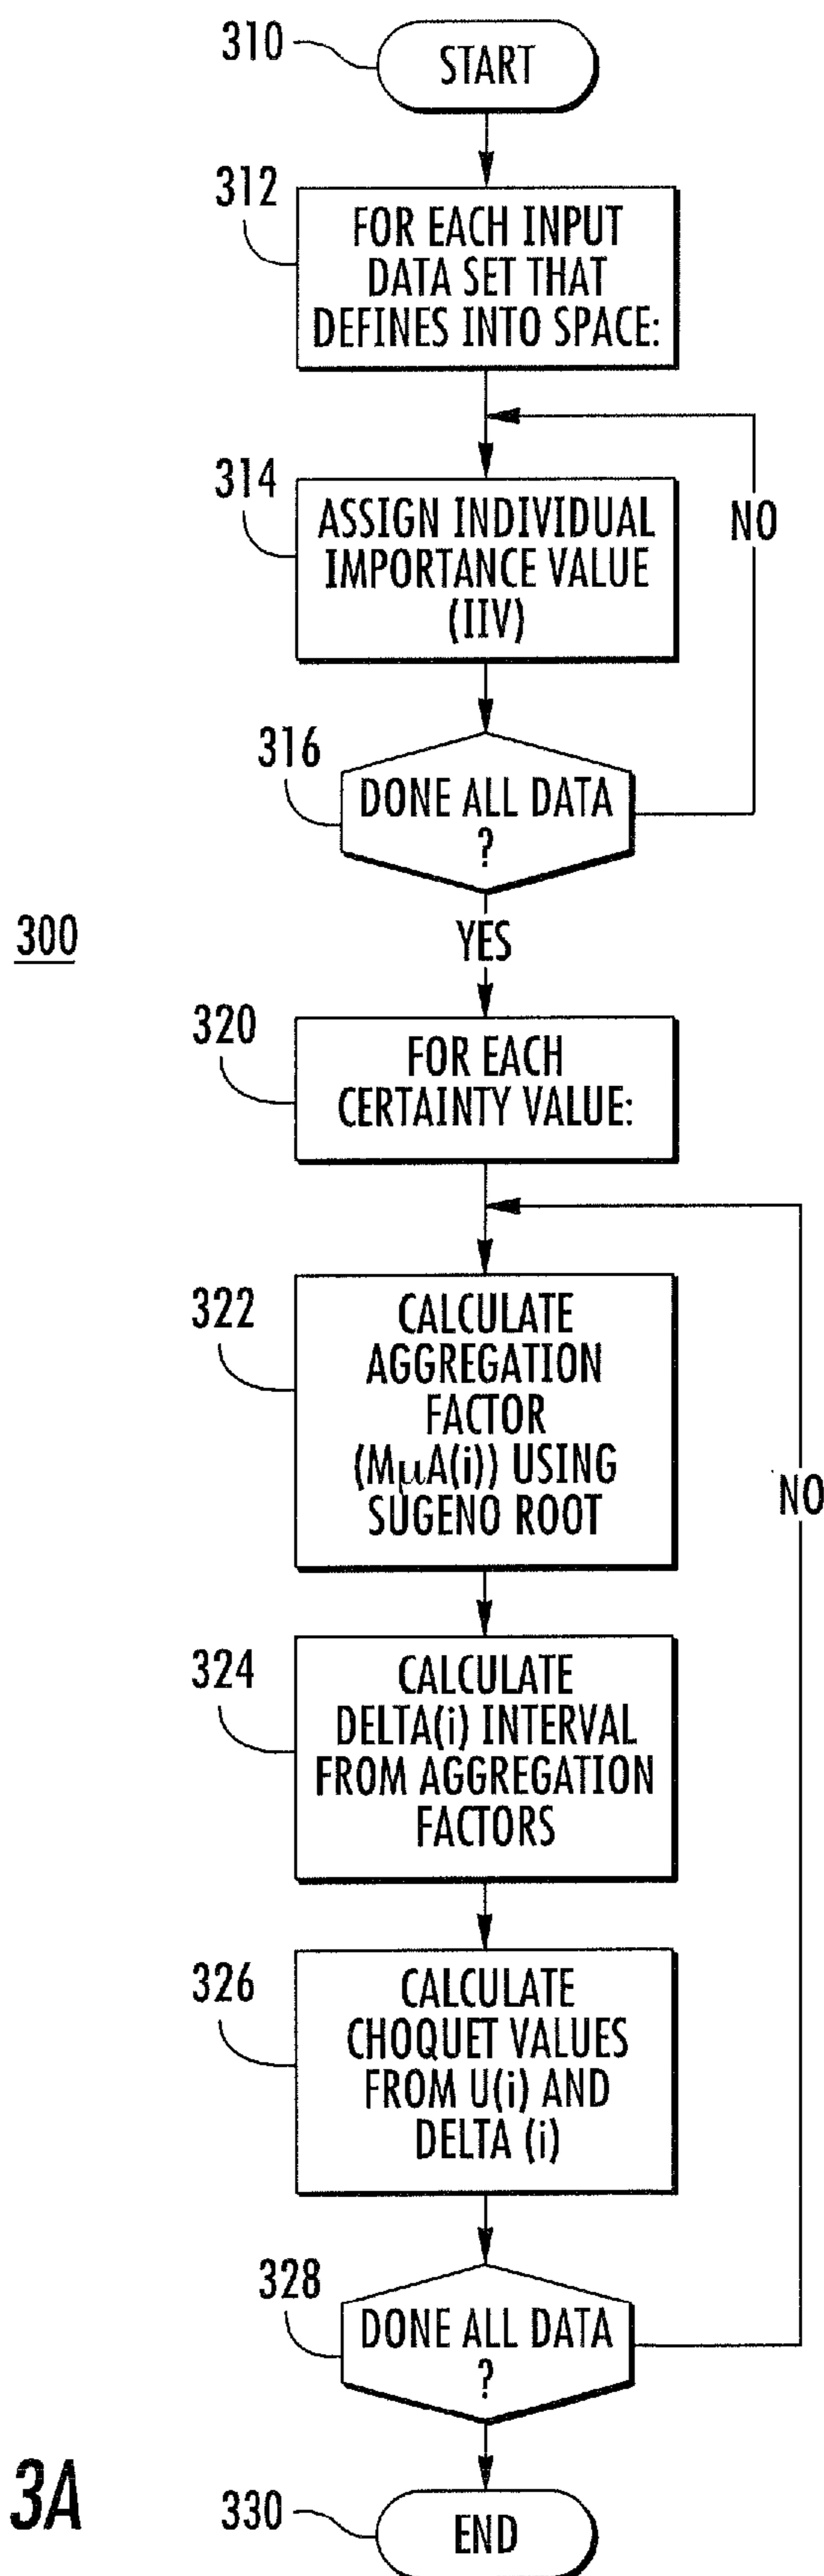 310
START
312
FOR EACH INPUT
DATA SET THAT
DEFINES INTO SPACE:
314
ASSIGN INDIVIDUAL
IMPORTANCE VALUE
(IIV)
NO
316
DONE ALL DATA
?
YES
300
320
FOR EACH
CERTAINTY VALUE:
322
CALCULATE
AGGREGATION
FACTOR
(MμA(i)) USING
SUGENO ROOT
NO
324
CALCULATE
DELTA(i) INTERVAL
FROM AGGREGATION
FACTORS
326
CALCULATE
CHOQUET VALUES
FROM U(i) AND
DELTA (i)
328
DONE ALL DATA
?
3A
330
END